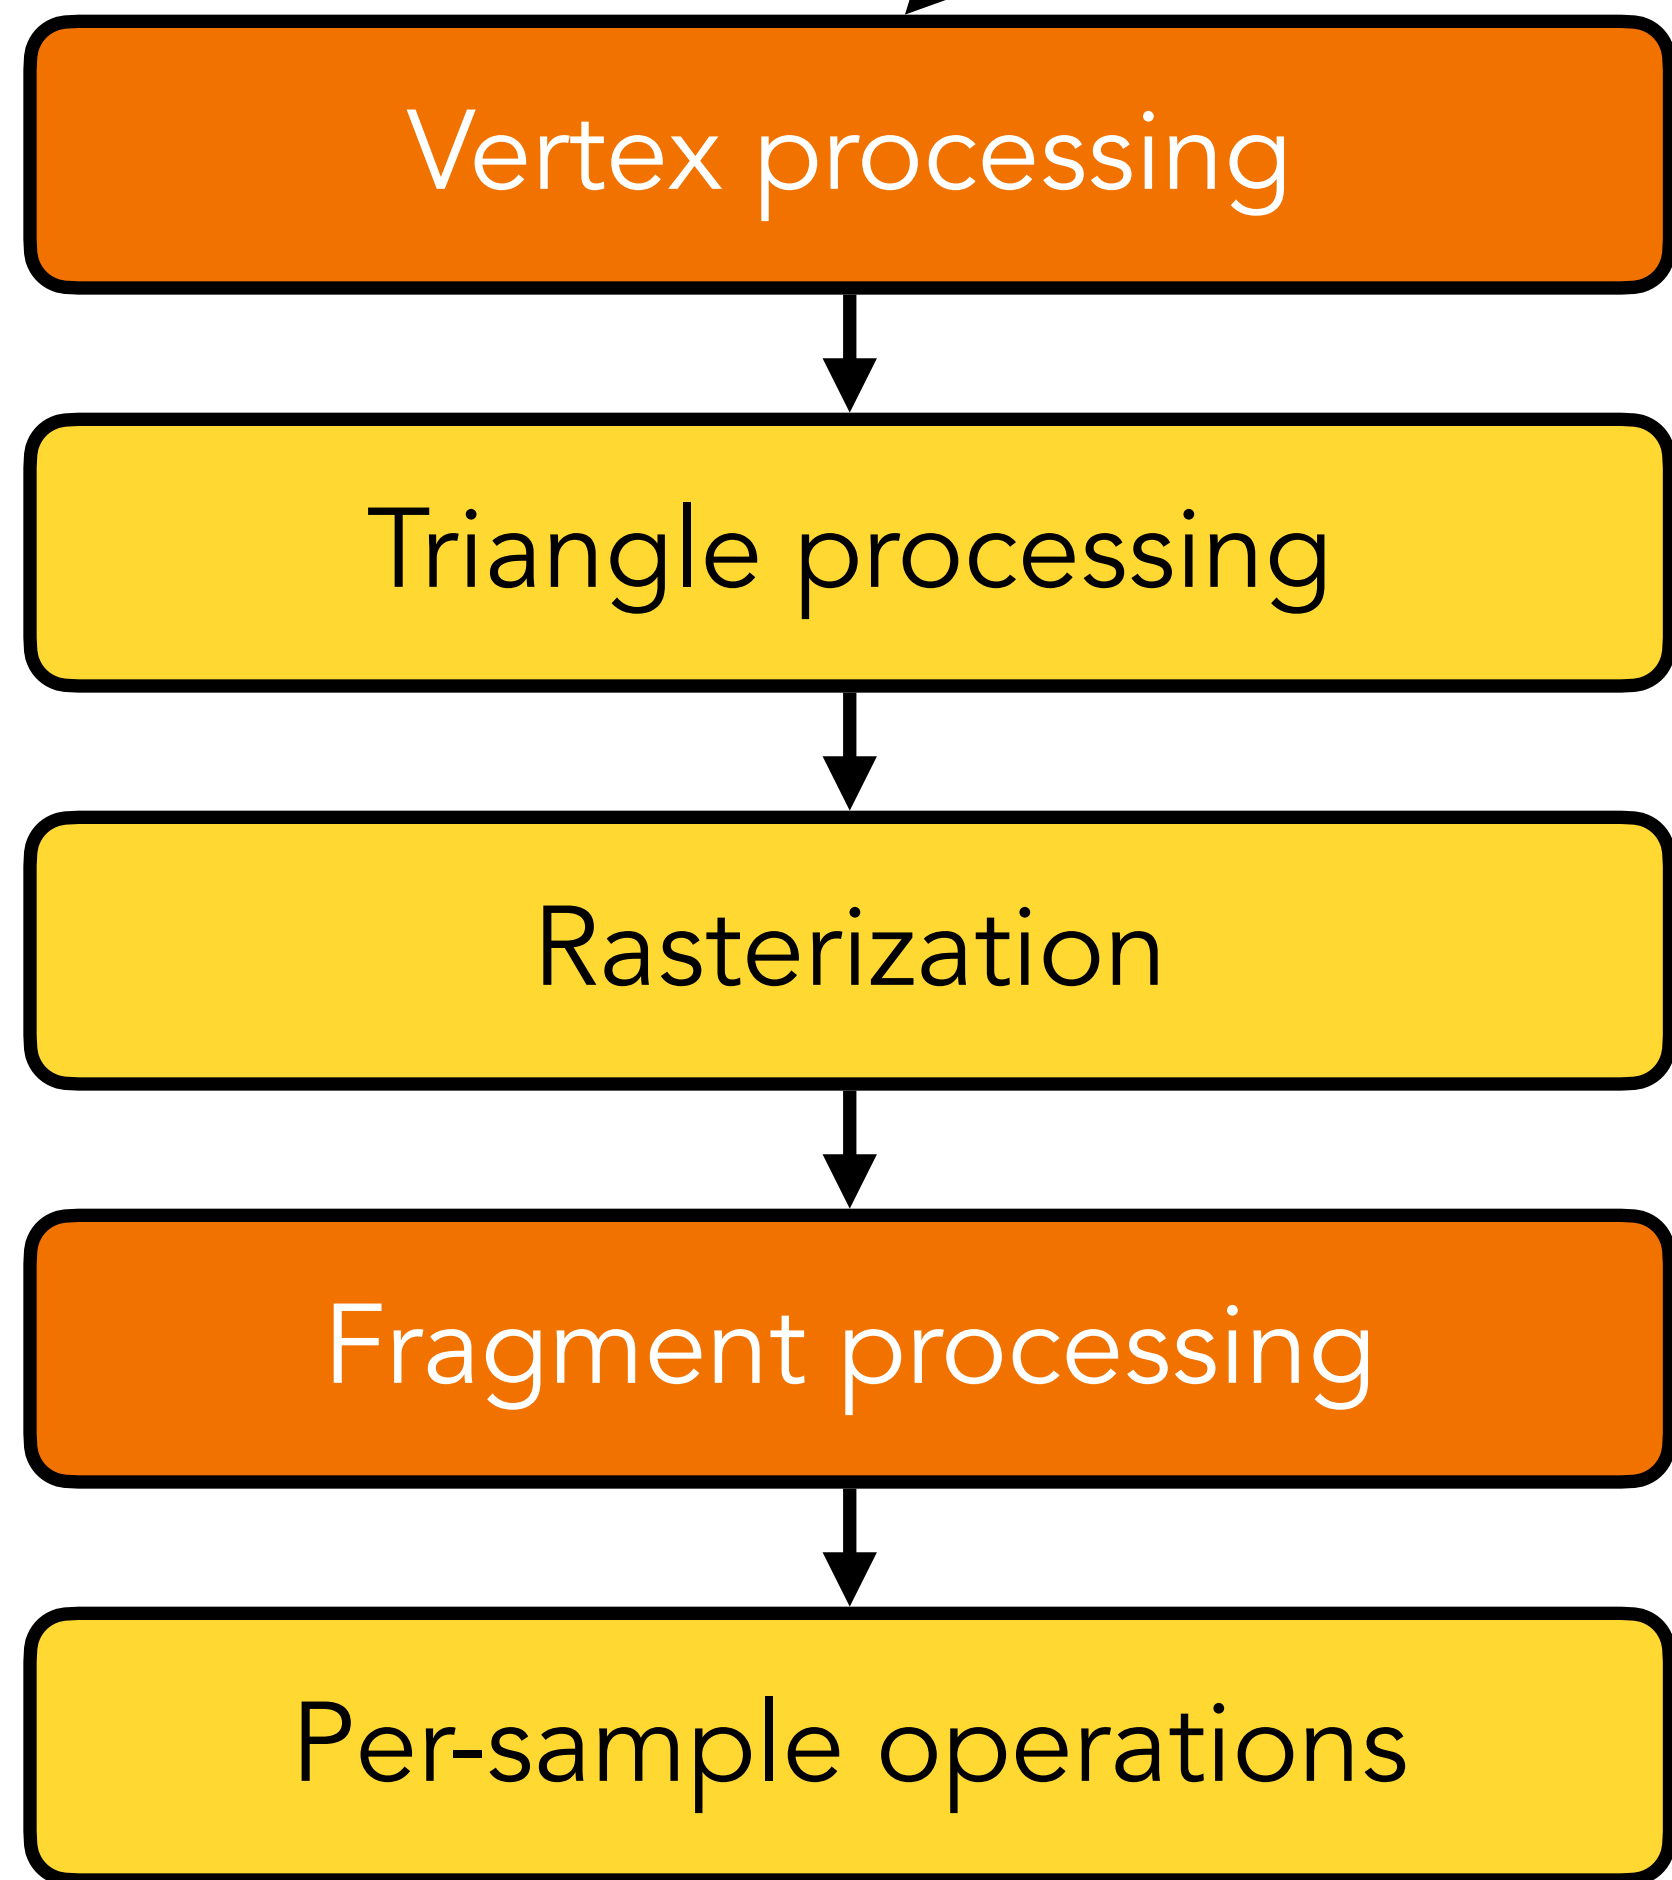 Vertex processing
Triangle processing
Rasterization
Fragment processing
Per-sample operations